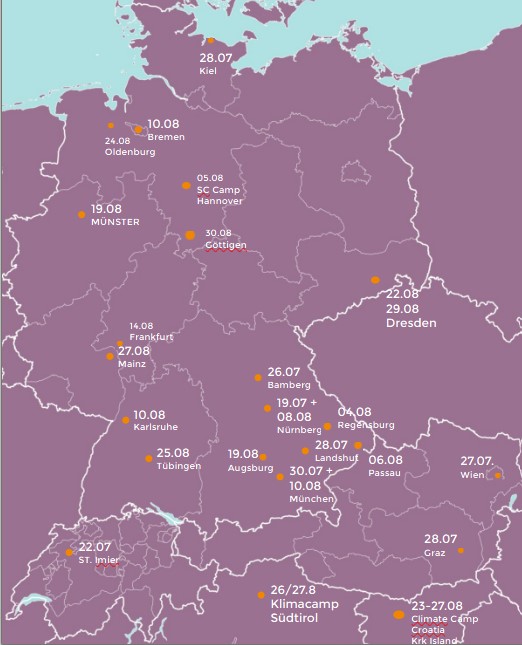 28.07
Kiel
10.08
Bremen
24.08
Oldenburg
05.08
SC Camp
Hannover
19.08
MÜNSTER
30.08
Göttigen
22.08
29.08
Dresden
14.08
Frankfurt
27.08
Mainz
26.07
Bamberg
19.07 +
08.08
Nürnberg
04.08
Regensburg
10.08
Karlsruhe
25.08
Tübingen
19.08
Augsburg
28.07
Landshut
06.08
Passau
30.07 +
10.08
München
27.07.
Wien
22.07
ST. Imier
28.07
Graz
26/27.8
Klimacamp
Südtirol
23-27.08
Climate Camp
Croatia
Krk Island